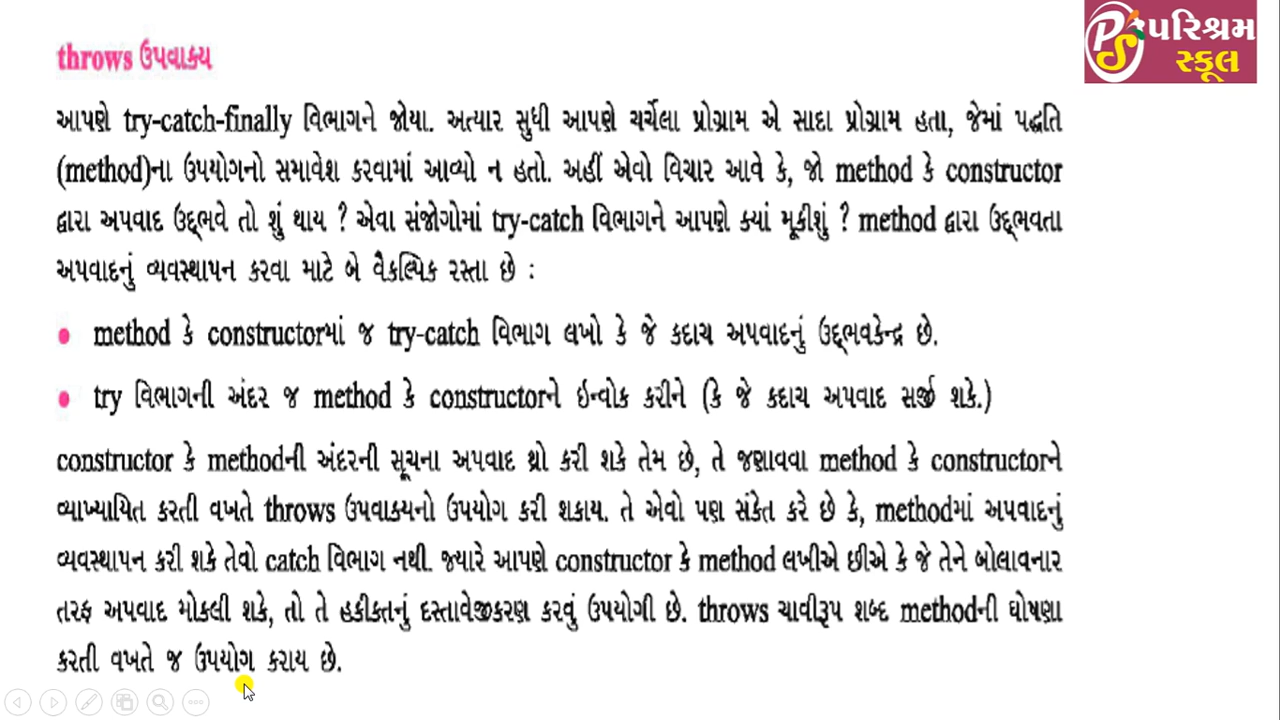 પરિશ્રમ
સ્કૂલ
throws ઉપવાક્ય
આપણે try-catch-finally વિભાગને જોયા. અત્યાર સુધી આપણે ચર્ચેલા પ્રોગ્રામ એ સાદા પ્રોગ્રામ હતા, જેમાં પદ્ધતિ
(method)ના ઉપયોગનો સમાવેશ કરવામાં આવ્યો ન હતો. અહીં એવો વિચાર આવે કે, જો method કે constructor
દ્વારા અપવાદ ઉદ્ભવે તો શું થાય ? એવા સંજોગોમાં try-catch વિભાગને આપણે ક્યાં મૂકીશું ? method દ્વારા ઉદ્ભવતા
અપવાદનું વ્યવસ્થાપન કરવા માટે બે વૈકલ્પિક રસ્તા છે :
• method કે constructorમાં જ try-catch વિભાગ લખો કે જે કદાચ અપવાદનું ઉદ્ભવકેન્દ્ર છે.
• try વિભાગની અંદર જ method કે constructorને ઇન્વોક કરીને (કે જે કદાચ અપવાદ સર્જી શકે.)
constructor કે methodની અંદરની સૂચના અપવાદ થ્રો કરી શકે તેમ છે, તે જણાવવા method કે constructorને
વ્યાખ્યાયિત કરતી વખતે throws ઉપવાક્યનો ઉપયોગ કરી શકાય. તે એવો પણ સંકેત કરે છે કે, methodમાં અપવાદનું
વ્યવસ્થાપન કરી શકે તેવો catch વિભાગ નથી. જ્યારે આપણે constructor કે method લખીએ છીએ કે જે તેને બોલાવનાર
તરફ અપવાદ મોકલી શકે, તો તે હકીકતનું દસ્તાવેજીકરણ કરવું ઉપયોગી છે. throws ચાવીરૂપ શબ્દ methodની ઘોષણા
કરતી વખતે જ ઉપયોગ કરાય છે.